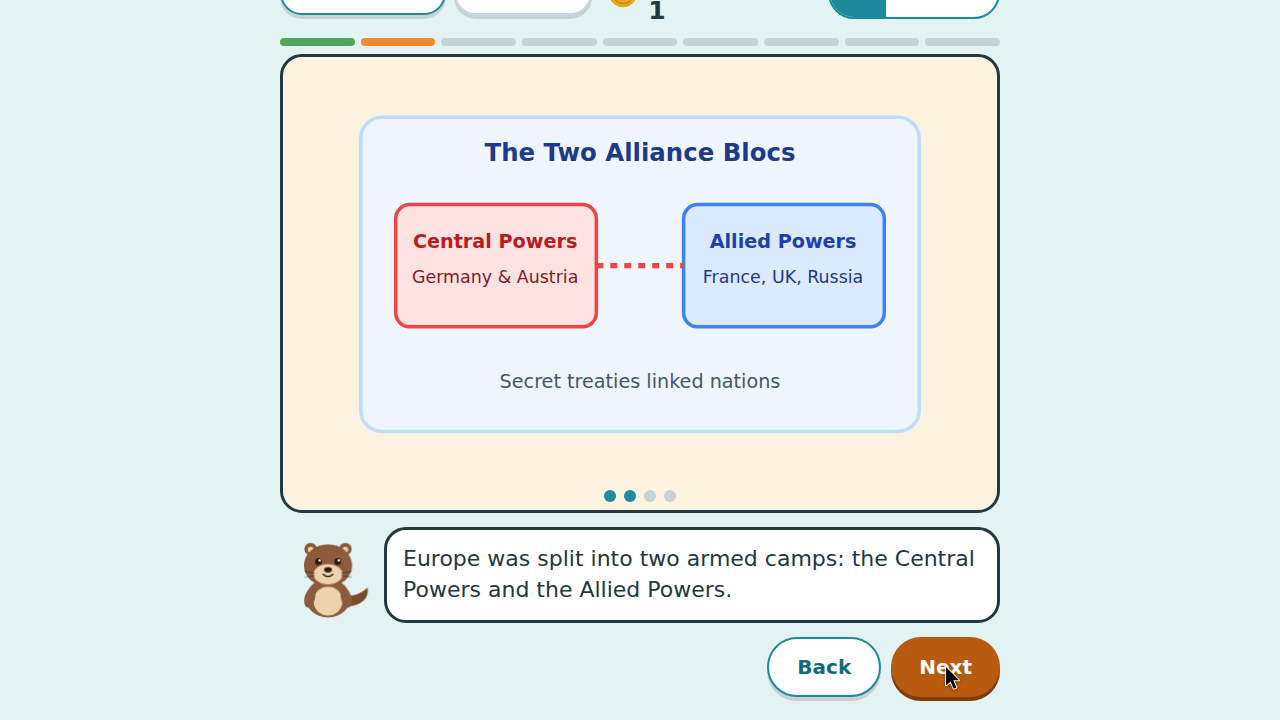 1
The Two Alliance Blocs
Central Powers
Germany & Austria
Allied Powers
France, UK, Russia
Secret treaties linked nations
Europe was split into two armed camps: the Central
Powers and the Allied Powers.
Back
Next